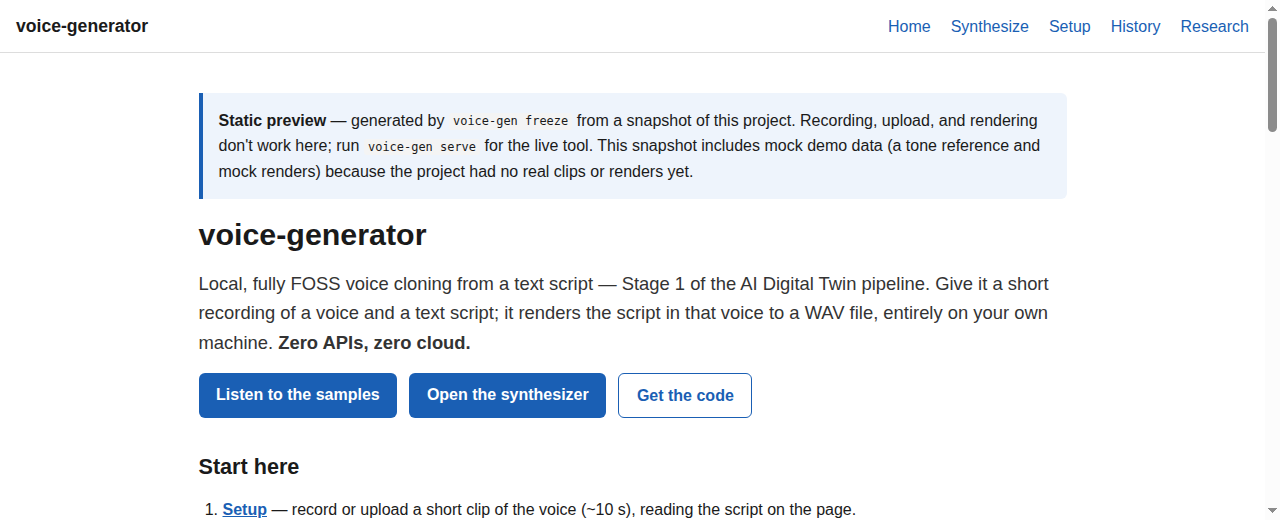 voice-generator
Home Synthesize Setup History Research
Static preview — generated by voice-gen freeze from a snapshot of this project. Recording, upload, and rendering
don't work here; run voice-gen serve for the live tool. This snapshot includes mock demo data (a tone reference and
mock renders) because the project had no real clips or renders yet.
voice-generator
Local, fully FOSS voice cloning from a text script — Stage 1 of the AI Digital Twin pipeline. Give it a short
recording of a voice and a text script; it renders the script in that voice to a WAV file, entirely on your own
machine. Zero APIs, zero cloud.
Listen to the samples Open the synthesizer Get the code
Start here
1. Setup — record or upload a short clip of the voice (~10 s), reading the script on the page.